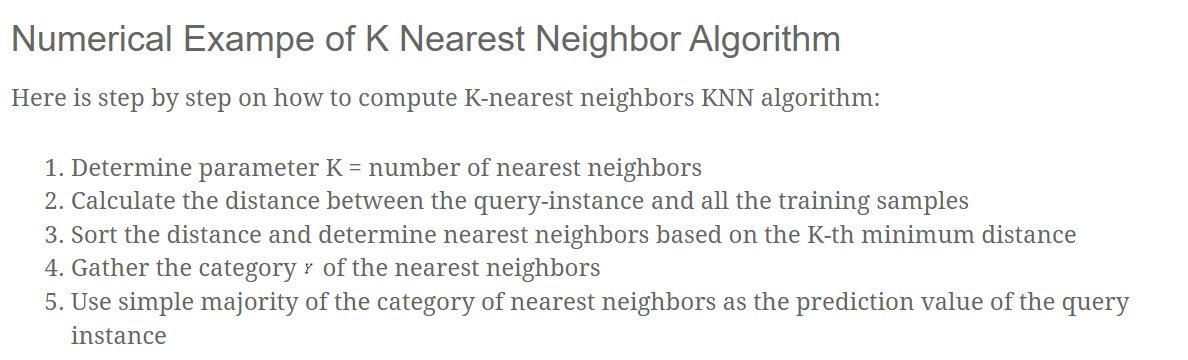 Numerical Exampe of K Nearest Neighbor Algorithm
Here is step by step on how to compute K-nearest neighbors KNN algorithm:
1. Determine parameter K = number of nearest neighbors
2. Calculate the distance between the query-instance and all the training samples
3. Sort the distance and determine nearest neighbors based on the K-th minimum distance
4. Gather the category Y of the nearest neighbors
5. Use simple majority of the category of nearest neighbors as the prediction value of the query
instance